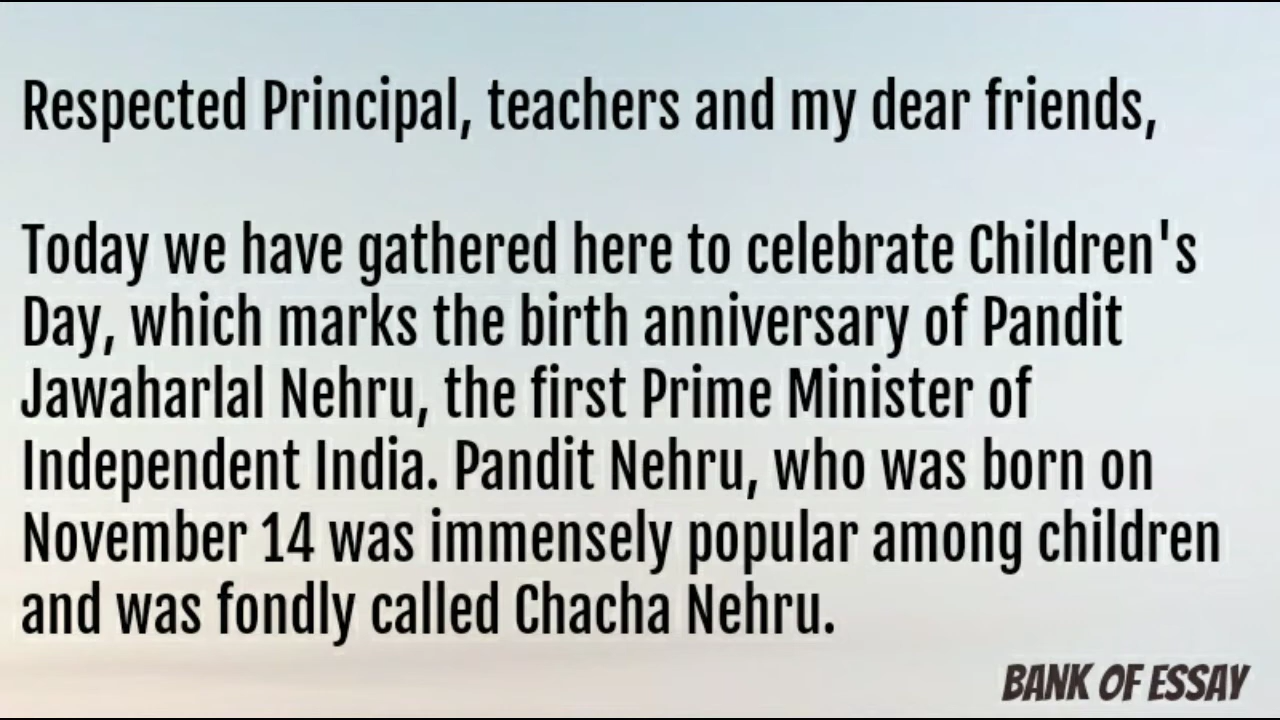 Respected Principal, teachers and my dear friends,
Today we have gathered here to celebrate Children's
Day, which marks the birth anniversary of Pandit
Jawaharlal Nehru, the first Prime Minister of
Independent India. Pandit Nehru, who was born on
November 14 was immensely popular among children
and was fondly called Chacha Nehru.
BANK OF ESSAY